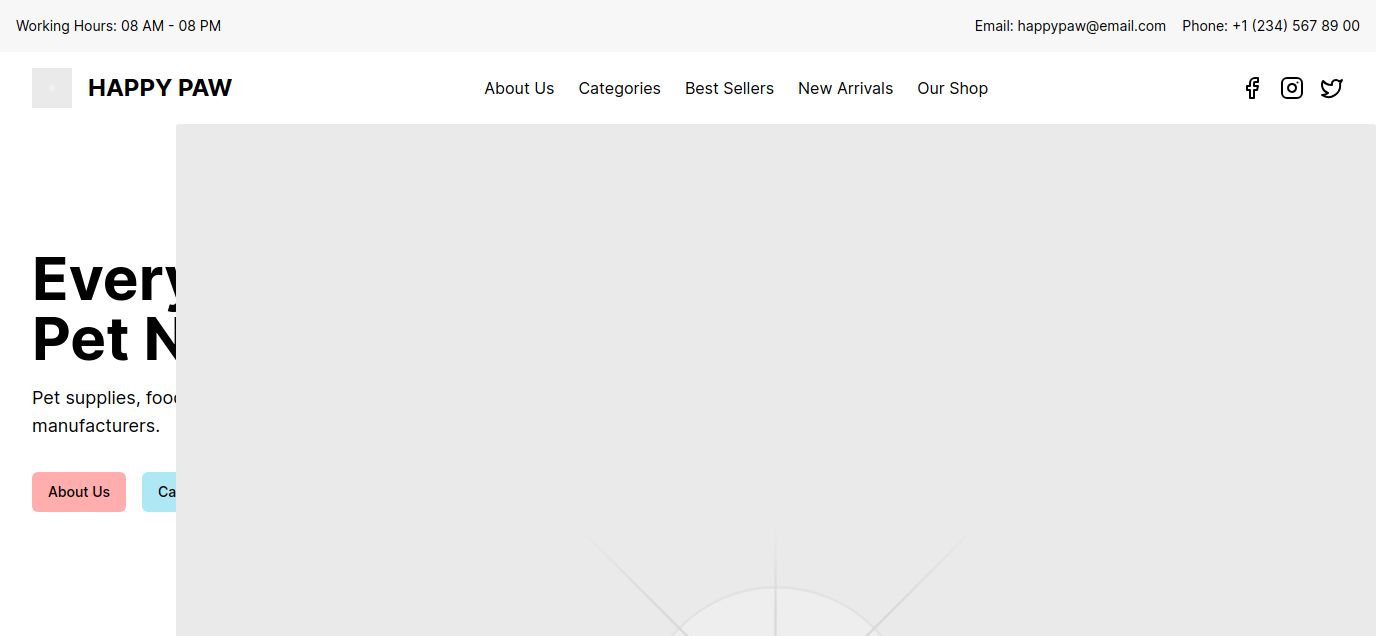 Working Hours: 08 AM - 08 PM
Email: happypaw@email.com Phone: +1 (234) 567 89 00
HAPPY PAW
About Us Categories Best Sellers New Arrivals Our Shop
Every
Pet N
Pet supplies, food
manufacturers.
About Us Ca